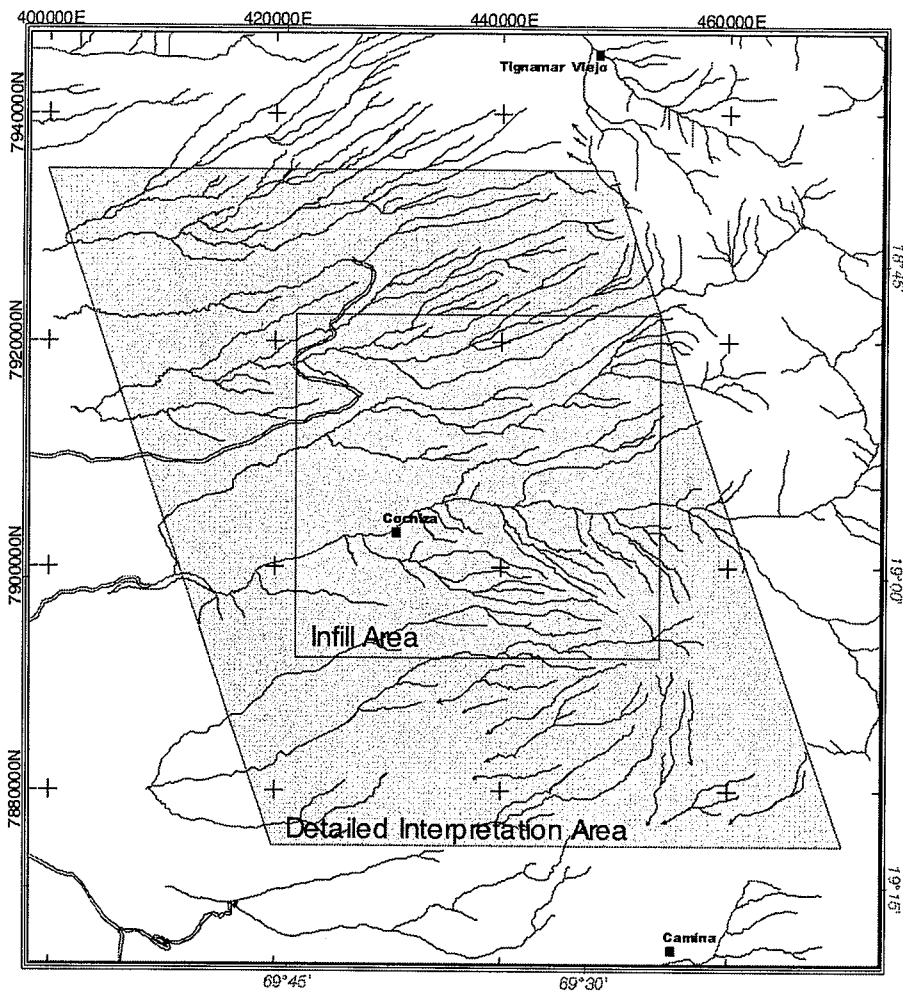 400000E 420000E 440000E 460000E
Tignamar Viejo
7940000N
18°45'
7920000N
Cochiza
7900000N
19°00'
Infill Area
7880000N
Detailed Interpretation Area
19°15'
Camina
69°45' 69°30'